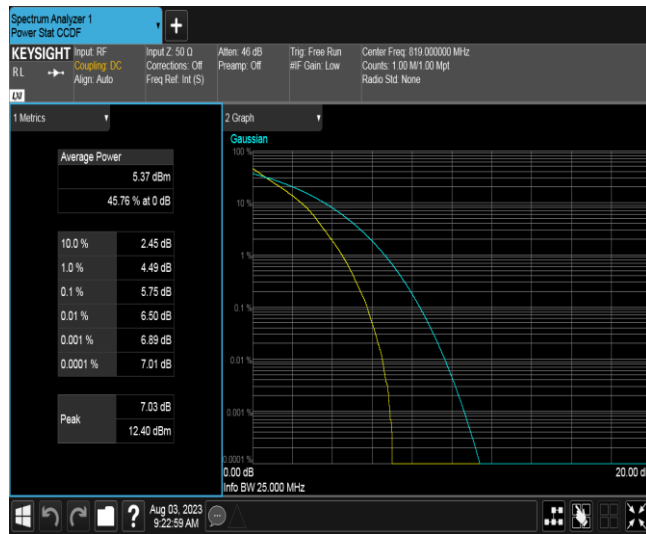 Spectrum Analyzer 1
Power Stat CCDF
+
KEYSIGHT
RL
LXI
Input: RF
Coupling: DC
Align: Auto
Input Z: 50 Ω
Corrections: Off
Freq Ref: Int (S)
Atten: 46 dB
Preamp: Off
Trig: Free Run
#IF Gain: Low
Center Freq: 819.000000 MHz
Counts: 1.00 M/1.00 Mpt
Radio Std: None
1 Metrics
Average Power
5.37 dBm
45.76 % at 0 dB
10.0 % 2.45 dB
1.0 % 4.49 dB
0.1 % 5.75 dB
0.01 % 6.50 dB
0.001 % 6.89 dB
0.0001 % 7.01 dB
Peak
7.03 dB
12.40 dBm
2 Graph
Gaussian
100 %
10 %
1 %
0.1 %
0.01 %
0.001 %
0.0001 %
0.00 dB
20.00 d
Info BW 25.000 MHz
?
Aug 03, 2023
9:22:59 AM